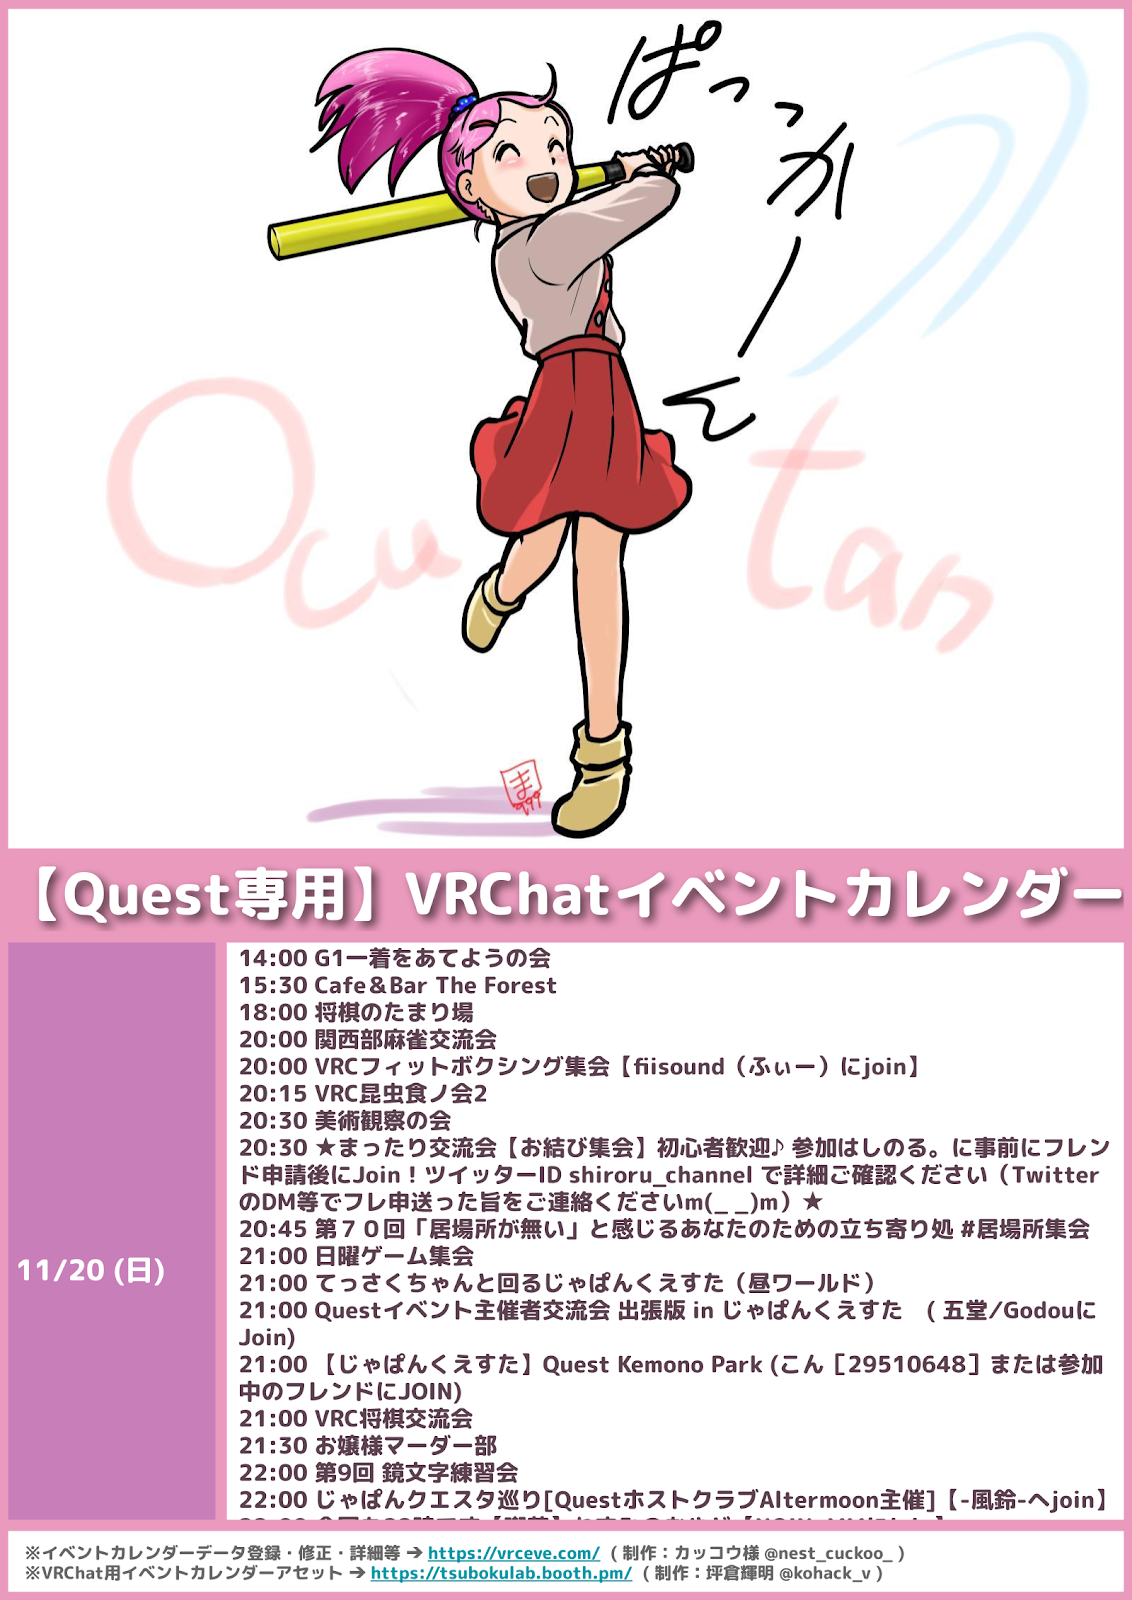 ぱっっかーん
Ocu tan
ま
【Quest専用】VRChatイベントカレンダー
11/20 (日)
14:00 G1一着をあてようの会
15:30 Cafe＆Bar The Forest
18:00 将棋のたまり場
20:00 関西部麻雀交流会
20:00 VRCフィットボクシング集会【fiisound（ふぃー）にjoin】
20:15 VRC昆虫食ノ会2
20:30 美術観察の会
20:30 ★まったり交流会【お結び集会】初心者歓迎♪ 参加はしのる。に事前にフレン
ド申請後にJoin！ツイッターID shiroru_channel で詳細ご確認ください（Twitter
のDM等でフレ申送った旨をご連絡くださいm(_ _)m）★
20:45 第７０回「居場所が無い」と感じるあなたのための立ち寄り処 #居場所集会
21:00 日曜ゲーム集会
21:00 てっさくちゃんと回るじゃぱんくえすた（昼ワールド）
21:00 Questイベント主催者交流会 出張版 in じゃぱんくえすた　( 五堂/Godouに
Join)
21:00 【じゃぱんくえすた】Quest Kemono Park (こん［29510648］または参加
中のフレンドにJOIN)
21:00 VRC将棋交流会
21:30 お嬢様マーダー部
22:00 第9回 鏡文字練習会
22:00 じゃぱんクエスタ巡り[QuestホストクラブAltermoon主催]【-風鈴-へjoin】
※イベントカレンダーデータ登録・修正・詳細等 ➔ https://vrceve.com/ ( 制作：カッコウ様 @nest_cuckoo_ )
※VRChat用イベントカレンダーアセット ➔ https://tsubokulab.booth.pm/ ( 制作：坪倉輝明 @kohack_v )